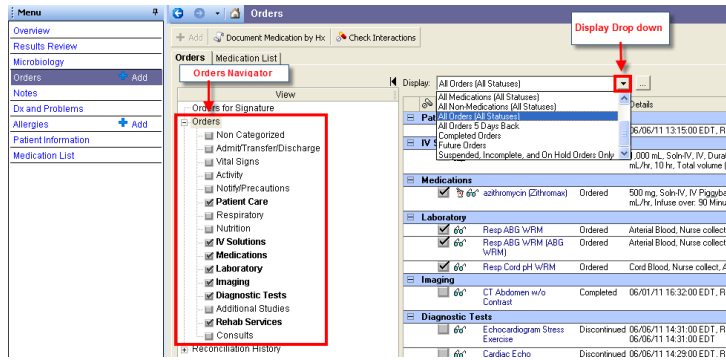 Menu
Overview
Results Review
Microbiology
Orders Add
Notes
Dx and Problems
Allergies Add
Patient Information
Medication List
Orders
Add Document Medication by Hx Check Interactions
Display Drop down
Orders Medication List
Orders Navigator
View
Orders for Signature
Orders
Non Categorized
Admit/Transfer/Discharge
Vital Signs
Activity
Notify/Precautions
Patient Care
Respiratory
Nutrition
IV Solutions
Medications
Laboratory
Imaging
Diagnostic Tests
Additional Studies
Rehab Services
Consults
Reconciliation History
Display: All Orders (All Statuses) ...
All Medications (All Statuses)
All Non-Medications (All Statuses)
All Orders (All Statuses)
All Orders 5 Days Back
Completed Orders
Future Orders
Suspended, Incomplete, and On Hold Orders Only
Details
Pat
06/06/11 13:15:00 EDT, R
IV S
1,000 mL, Soln-IV, IV, Dura
mL/hr, 10 hr, Total volume (
Medications
azithromycin (Zithromax) Ordered 500 mg, Soln-IV, IV Piggyba
mL/hr, Infuse over: 90 Minu
Laboratory
Resp ABG WRM Ordered Arterial Blood, Nurse collect
Resp ABG WRM (ABG Ordered Arterial Blood, Nurse collect
WRM)
Resp Cord pH WRM Ordered Cord Blood, Nurse collect, A
Imaging
CT Abdomen w/o Completed 06/01/11 16:32:00 EDT, R
Contrast
Diagnostic Tests
Echocardiogram Stress Discontinued 06/06/11 14:31:00 EDT, R
Exercise 06/06/11 14:31:00 EDT
Cardiac Echo Discontinued 06/06/11 14:29:00 EDT, R